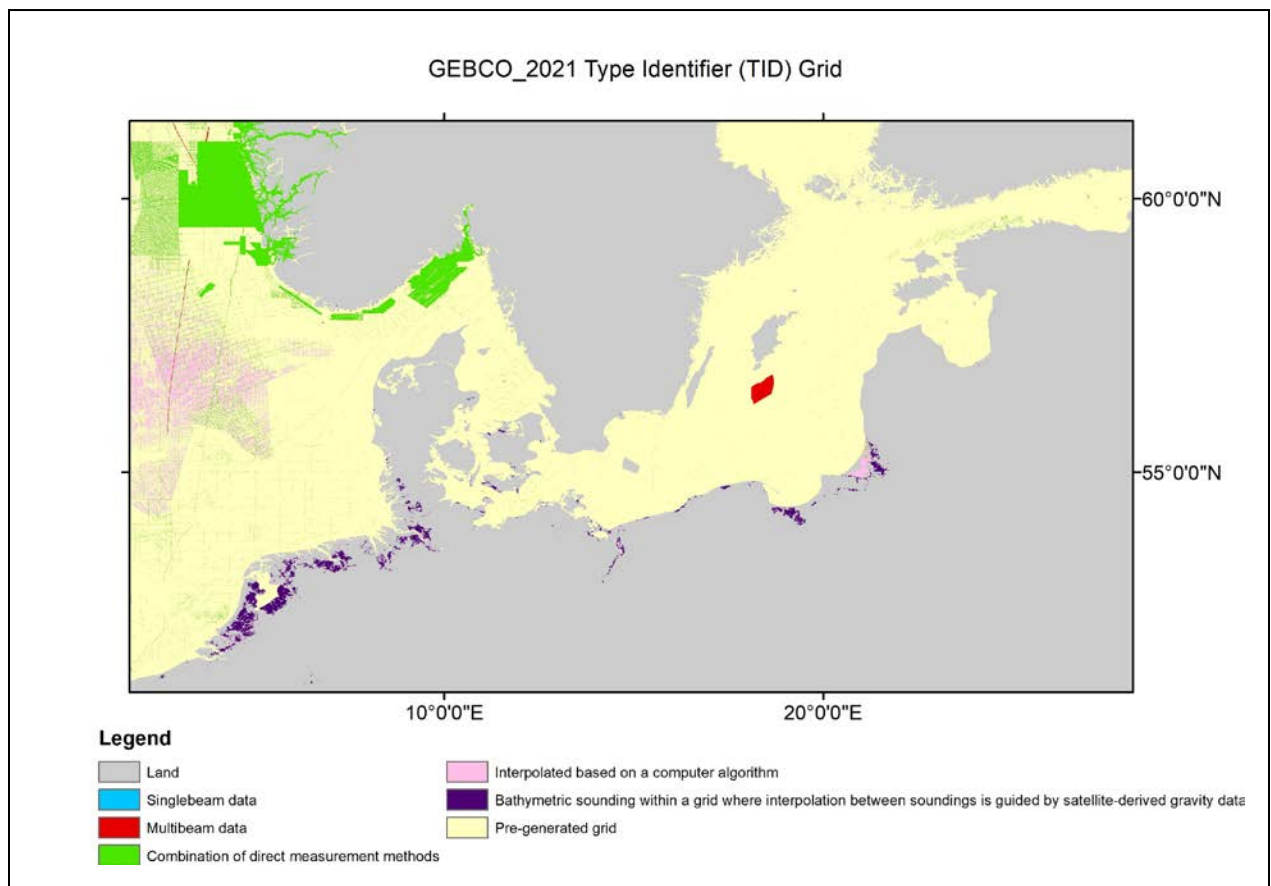 GEBCO_2021 Type Identifier (TID) Grid
60°0'0"N
55°0'0"N
10°0'0"E
20°0'0"E
Legend
Land
Singlebeam data
Multibeam data
Combination of direct measurement methods
Interpolated based on a computer algorithm
Bathymetric sounding within a grid where interpolation between soundings is guided by satellite-derived gravity data
Pre-generated grid